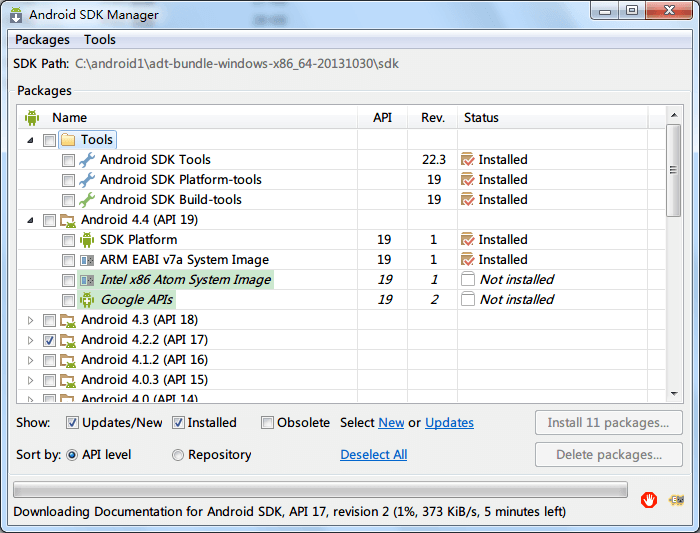 Android SDK Manager
Packages Tools
SDK Path: C:\android1\adt-bundle-windows-x86_64-20131030\sdk
Packages
Name API Rev. Status
Tools
Android SDK Tools 22.3 Installed
Android SDK Platform-tools 19 Installed
Android SDK Build-tools 19 Installed
Android 4.4 (API 19)
SDK Platform 19 1 Installed
ARM EABI v7a System Image 19 1 Installed
Intel x86 Atom System Image 19 1 Not installed
Google APIs 19 2 Not installed
Android 4.3 (API 18)
Android 4.2.2 (API 17)
Android 4.1.2 (API 16)
Android 4.0.3 (API 15)
Android 4.0 (API 14)
Show: Updates/New Installed Obsolete Select New or Updates Install 11 packages...
Sort by: API level Repository Deselect All Delete packages...
Downloading Documentation for Android SDK, API 17, revision 2 (1%, 373 KiB/s, 5 minutes left)